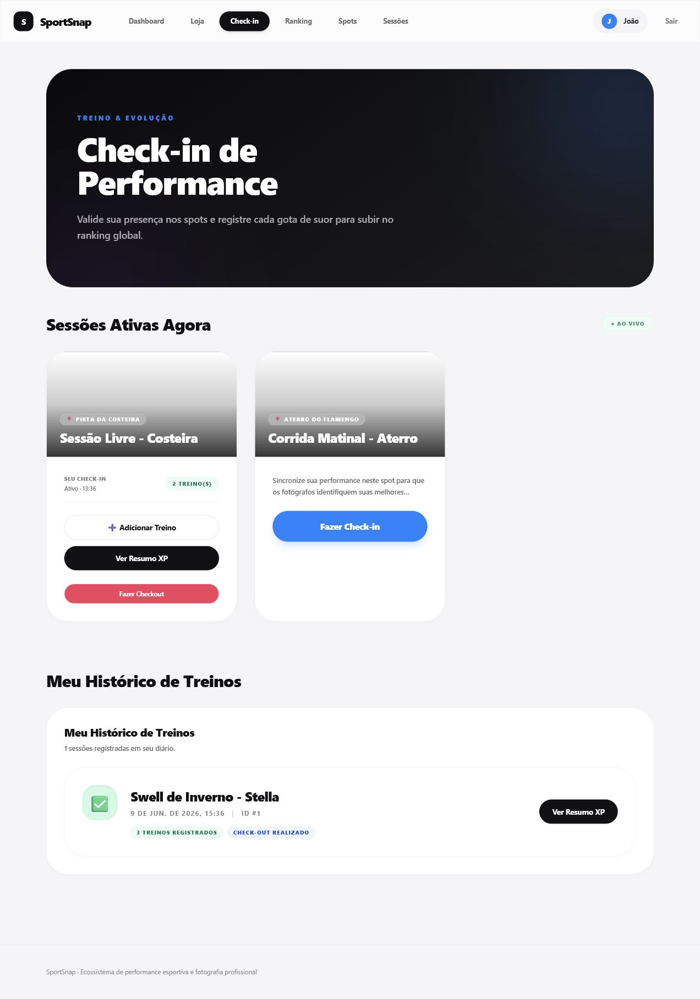 S SportSnap Dashboard Loja Check-in Ranking Spots Sessões J João Sair
TREINO & EVOLUÇÃO
Check-in de
Performance
Valide sua presença nos spots e registre cada gota de suor para subir no
ranking global.
Sessões Ativas Agora
• AO VIVO
📍 PISTA DA COSTEIRA
Sessão Livre - Costeira
SEU CHECK-IN
Ativo · 13:36
2 TREINO(S)
➕ Adicionar Treino
Ver Resumo XP
Fazer Checkout
📍 ATERRO DO FLAMENGO
Corrida Matinal - Aterro
Sincronize sua performance neste spot para que
os fotógrafos identifiquem suas melhores...
Fazer Check-in
Meu Histórico de Treinos
Meu Histórico de Treinos
1 sessões registradas em seu diário.
Swell de Inverno - Stella
9 DE JUN. DE 2026, 15:36 | ID #1
3 TREINOS REGISTRADOS CHECK-OUT REALIZADO
Ver Resumo XP
SportSnap · Ecossistema de performance esportiva e fotografia profissional